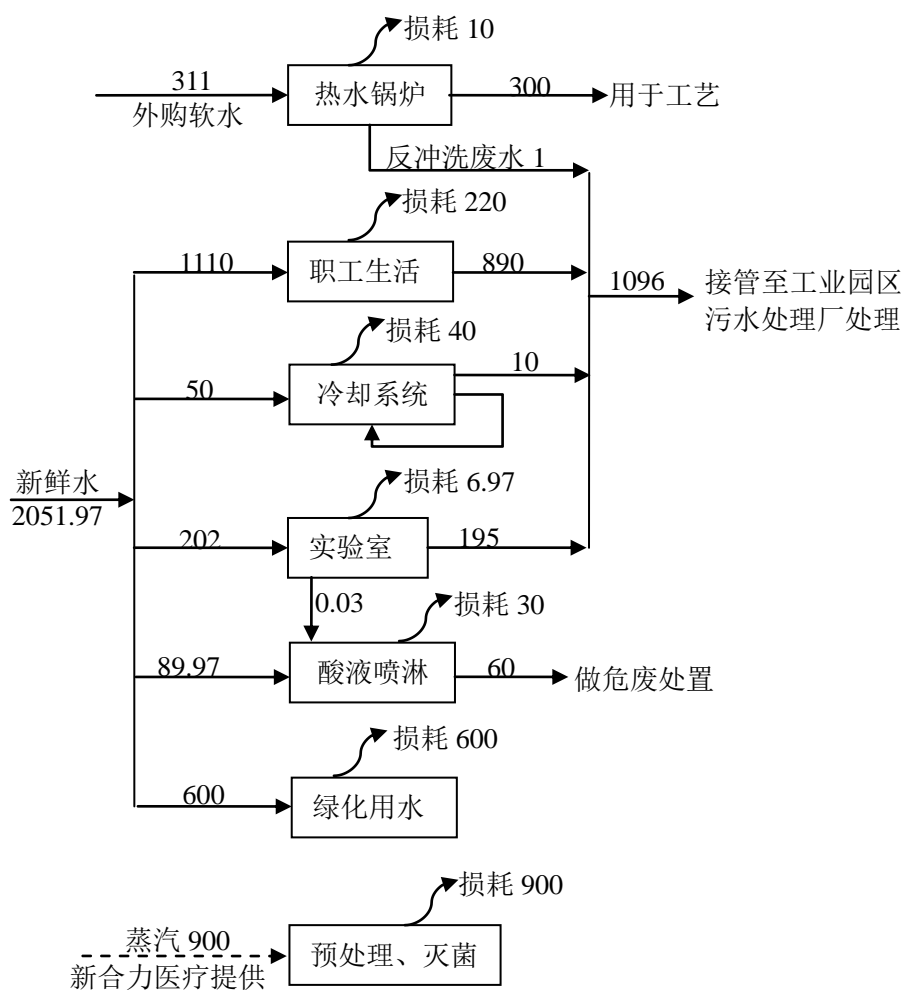 损耗 10
311
热水锅炉
300
用于工艺
外购软水
反冲洗废水 1
损耗 220
1110
职工生活
890
1096
接管至工业园区
污水处理厂处理
损耗 40
10
50
冷却系统
新鲜水
2051.97
损耗 6.97
202
实验室
195
0.03
损耗 30
89.97
酸液喷淋
60
做危废处置
损耗 600
600
绿化用水
损耗 900
蒸汽 900
预处理、灭菌
新合力医疗提供